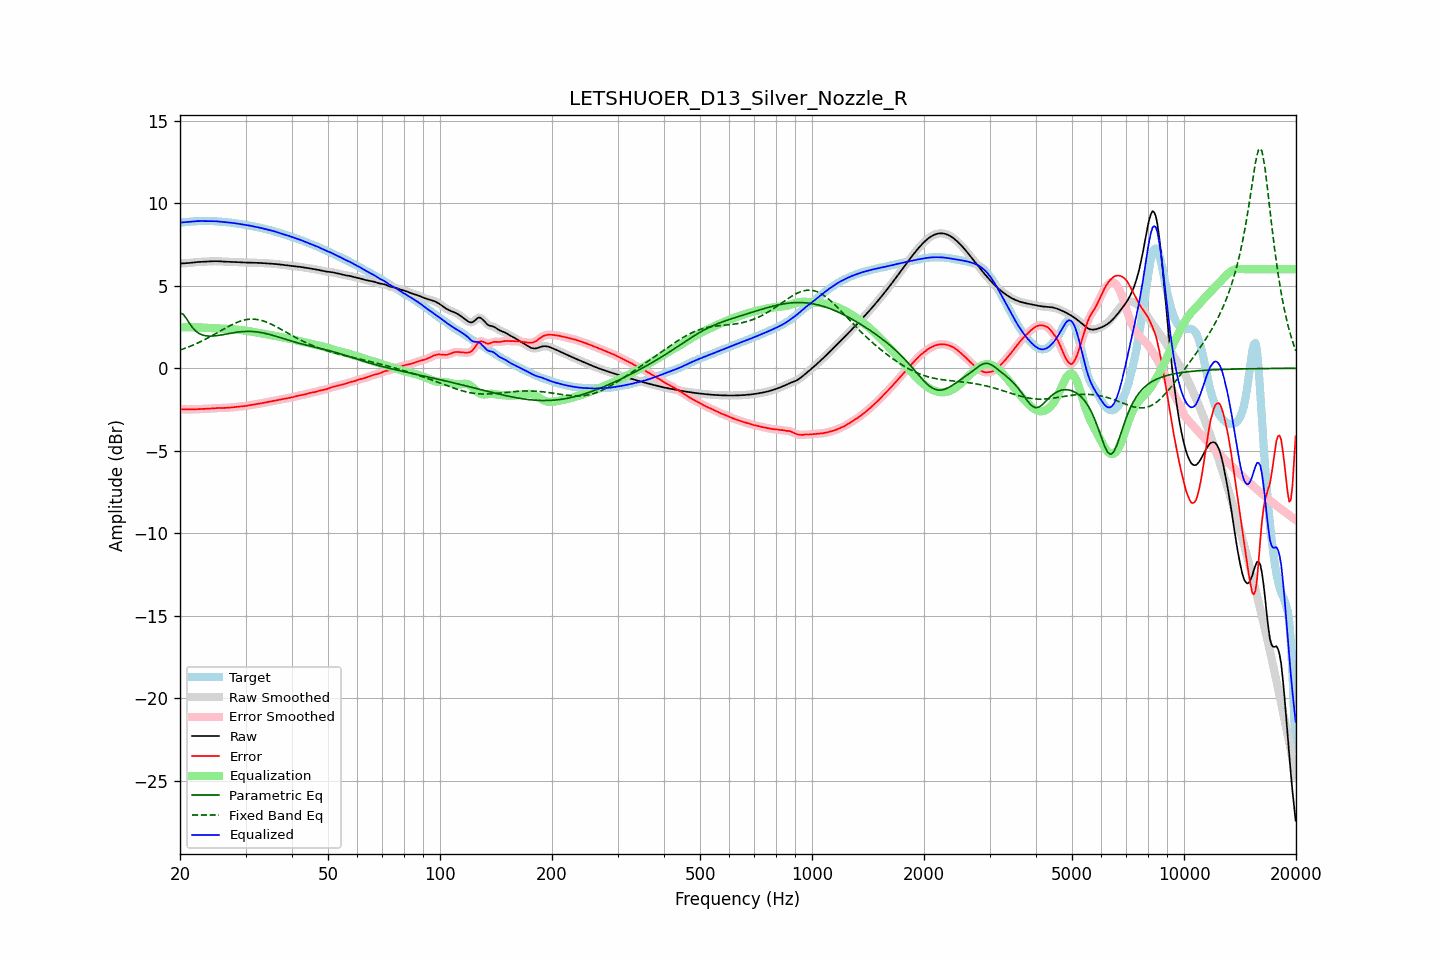 LETSHUOER_D13_Silver_Nozzle_R
15
10
5
0
−5
−10
−15
−20
−25
Amplitude (dBr)
Target
Raw Smoothed
Error Smoothed
Raw
Error
Equalization
Parametric Eq
Fixed Band Eq
Equalized
20 50 100 200 500 1000 2000 5000 10000 20000
Frequency (Hz)